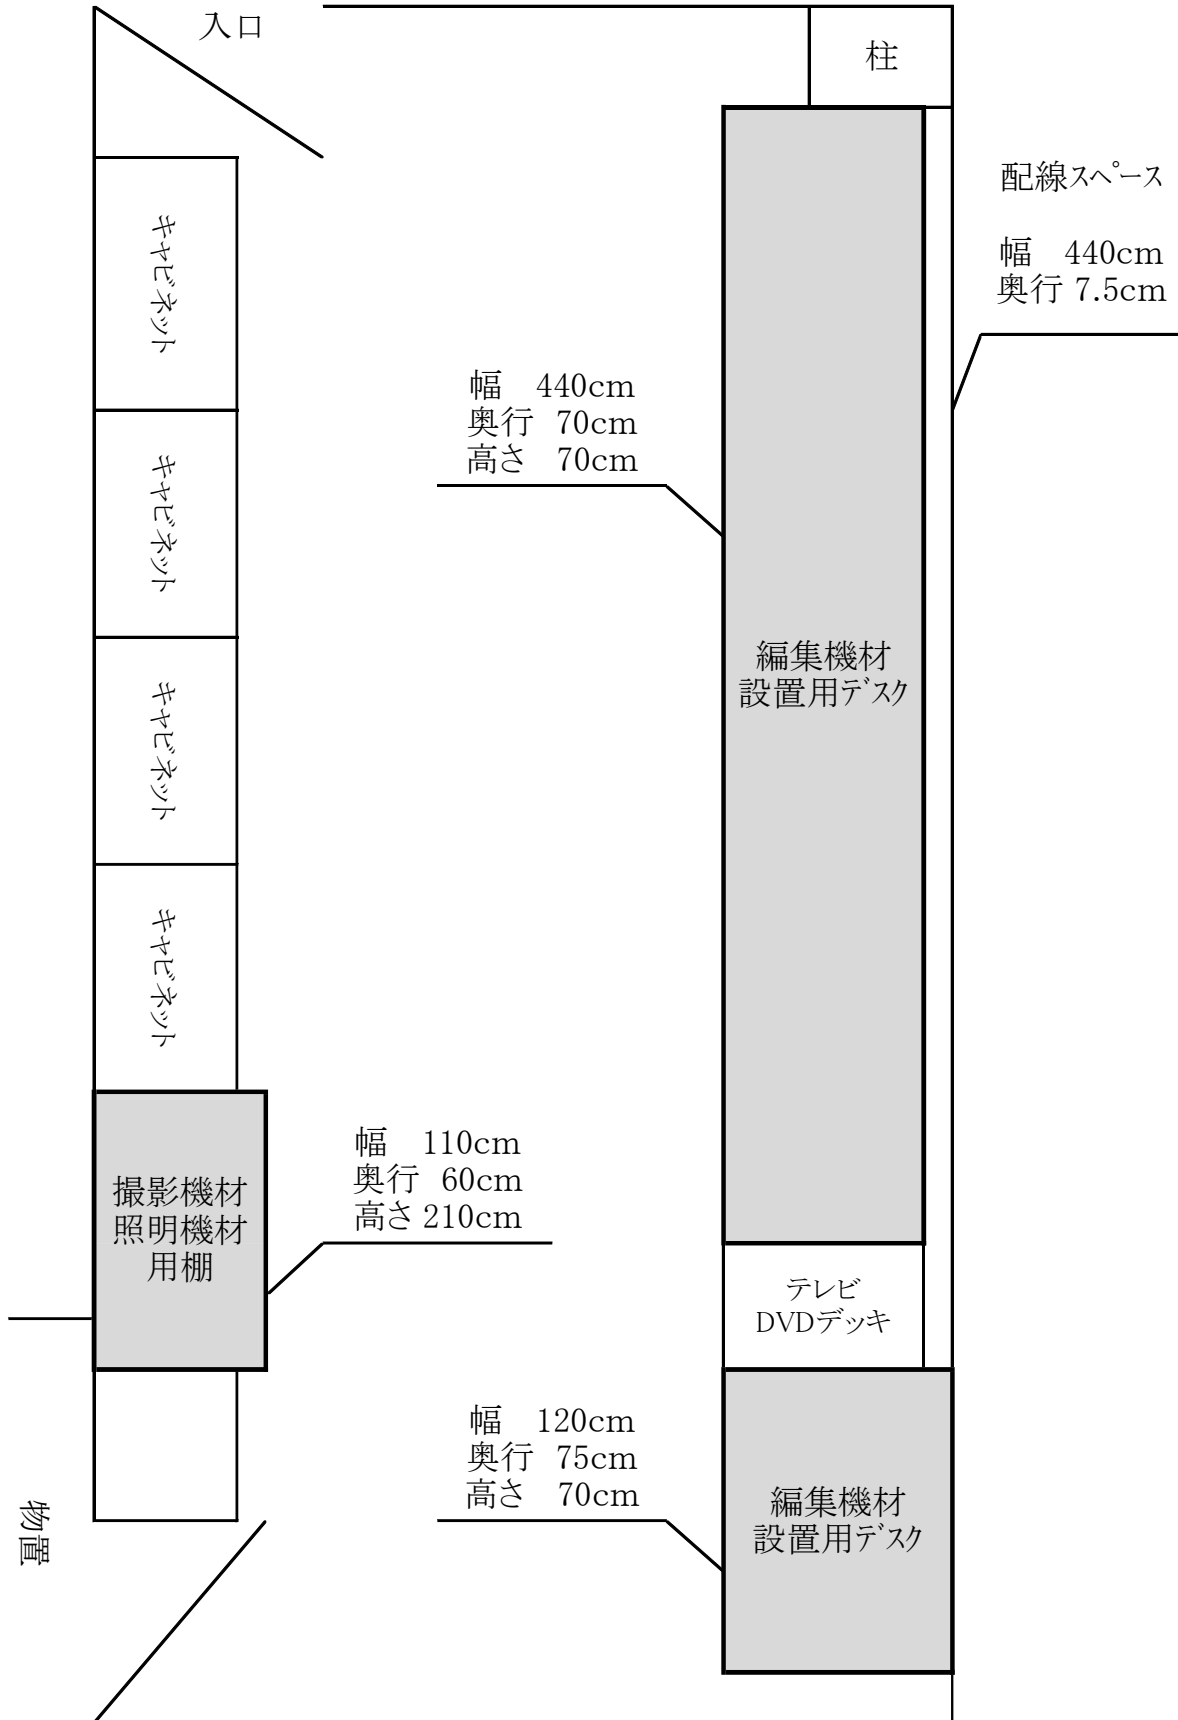 入口
柱
配線スペース
幅　440cm
奥行 7.5cm
キャビネット
幅　440cm
奥行　70cm
高さ　70cm
キャビネット
編集機材
設置用デスク
キャビネット
キャビネット
幅　110cm
奥行　60cm
高さ 210cm
撮影機材
照明機材
用棚
テレビ
DVDデッキ
幅　120cm
奥行　75cm
高さ　70cm
編集機材
設置用デスク
物置